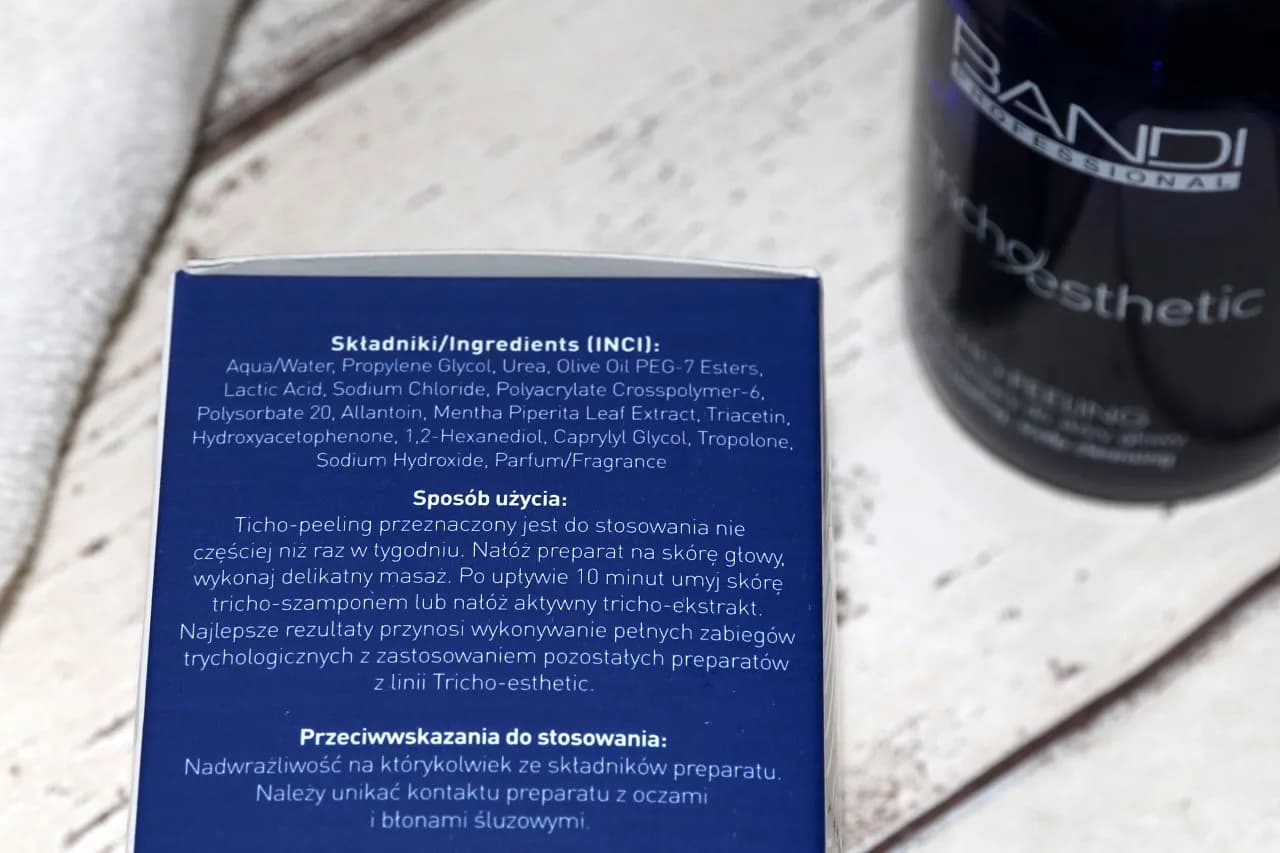 BANDI
PROFESSIONAL
Tricho esthetic
Składniki/Ingredients (INCI):
Aqua/Water, Propylene Glycol, Urea, Olive Oil PEG-7 Esters,
Lactic Acid, Sodium Chloride, Polyacrylate Crosspolymer-6,
Polysorbate 20, Allantoin, Mentha Piperita Leaf Extract, Triacetin,
Hydroxyacetophenone, 1,2-Hexanediol, Caprylyl Glycol, Tropolone,
Sodium Hydroxide, Parfum/Fragrance
Sposób użycia:
Ticho-peeling przeznaczony jest do stosowania nie
częściej niż raz w tygodniu. Nałóż preparat na skórę głowy,
wykonaj delikatny masaż. Po upływie 10 minut umyj skórę
tricho-szamponem lub nałóż aktywny tricho-ekstrakt.
Najlepsze rezultaty przynosi wykonywanie pełnych zabiegów
trychologicznych z zastosowaniem pozostałych preparatów
z linii Tricho-esthetic.
Przeciwwskazania do stosowania:
Nadwrażliwość na którykolwiek ze składników preparatu.
Należy unikać kontaktu preparatu z oczami
i błonami śluzowymi.